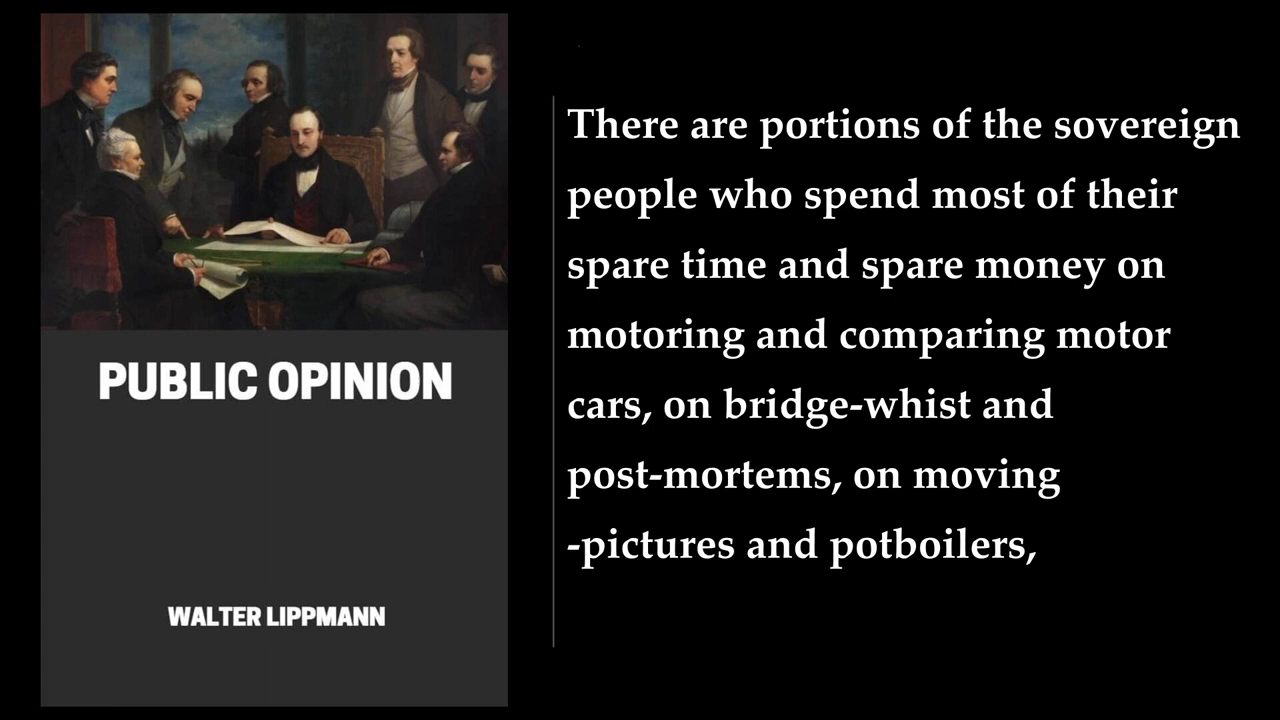 PUBLIC OPINION
WALTER LIPPMANN
There are portions of the sovereign
people who spend most of their
spare time and spare money on
motoring and comparing motor
cars, on bridge-whist and
post-mortems, on moving
-pictures and potboilers,